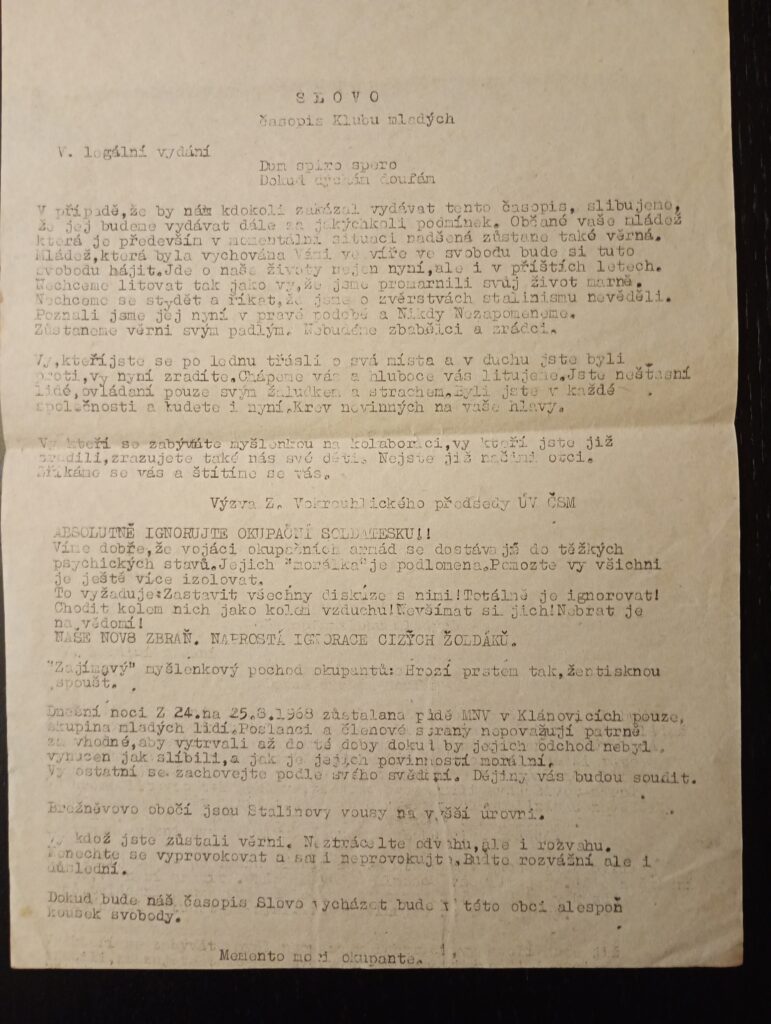 S L O V O
časopis Klubu mladých
V. legální vydání
Dum spiro spero
Dokud dýchám doufám
V případě,že by nám kdokoli zakázal vydávat tento časopis, slibujeme,
že jej budeme vydávat dále za jakýchkoli podmínek. Občané vaše mládež
která je především v momentální situaci nadšená zůstane také věrná.
Mládež,která byla vychována Vámi ve víře ve svobodu bude si tuto
svobodu hájit.Jde o naše životy nejen nyní,ale i v příštích letech.
Nechceme litovat tak jako vy,že jsme promarnili svůj život marně.
Nechceme se stydět a říkat,že jsme o zvěrstvách stalinismu nevěděli.
Poznali jsme jej nyní v pravé podobě a Nikdy Nezapomeneme.
Zůstaneme věrni svým padlým. Nebudeme zbabělci a zrádci.
Vy,kteříjste se po lednu třásli o svá místa a v duchu jste byli
proti,vy nyní zradíte.Chápeme vás a hluboce vás litujeme.Jste nešťastní
lidé,ovládaní pouze svým žaludkem a strachem.Byli jste v každé
společnosti a budete i nyní.Krev nevinných na vaše hlavy.
Vy kteří se zabýváte myšlenkou na kolaboraci,vy kteří jste již
zradili,zrazujete také nás své děti. Nejste již našimi otci.
Říkáme se vás a štítíme se vás.
Výzva Z. Vokrouhlického předsedy ÚV ČSM
ABSOLUTNĚ IGNORUJTE OKUPAČNÍ SOLDATESKU!!
Víme dobře,že vojáci okupačních armád se dostávají do těžkých
psychických stavů.Jejich "morálka"je podlomena.Pomozte vy všichni
je ještě více izolovat.
To vyžaduje:Zastavit všechny diskuze s nimi!Totálně je ignorovat!
Chodit kolem nich jako kolem vzduchu!Nevšímat si jich!Nebrat je
na vědomí!
NAŠE NOV8 ZBRAŇ. NAPROSTÁ IGNORACE CIZÝCH ŽOLDÁKŮ.
"Zajímavý" myšlenkový pochod okupantů: Hrozí prstem tak,žentisknou
spoušť.
Dnešní noci Z 24.na 25.8.1968 zůstalana půdě MNV v Klánovicích pouze,
skupina mladých lidí.Poslanci a členové strany nepovažují patrně
za vhodné,aby vytrvali až do té doby dokud by jejich odchod nebyl
vynucen jak slíbili,a jak je jejich povinností morální.
Vy ostatní se zachovejte podle svého svědomí. Dějiny vás budou soudit.
Brežněvovo obočí jsou Stalinovy vousy na vyšší úrovni.
Vy kdož jste zůstali věrni. Neztrácejte odvahu,ale i rozvahu.
Nenechte se vyprovokovat a sami neprovokujte.Buďte rozvážní ale i
důslední.
Dokud bude náš časopis Slovo vycházet bude v této obci alespoň
kousek svobody.
Memento mori okupante.